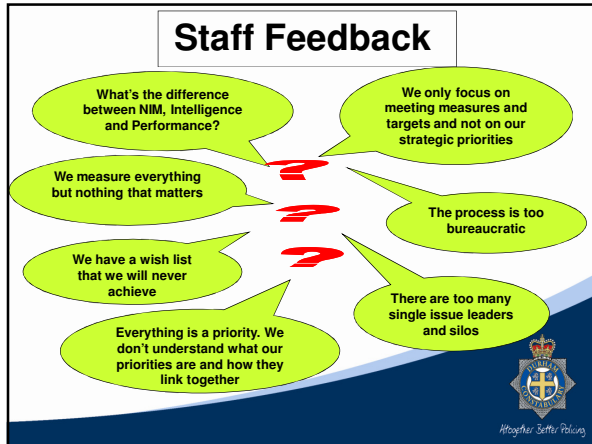 Staff Feedback
What's the difference
between NIM, Intelligence
and Performance?
We only focus on
meeting measures and
targets and not on our
strategic priorities
?
We measure everything
but nothing that matters
?
The process is too
bureaucratic
We have a wish list
that we will never
achieve
?
There are too many
single issue leaders
and silos
Everything is a priority. We
don't understand what our
priorities are and how they
link together
DURHAM
CONSTABULARY
Altogether Better Policing